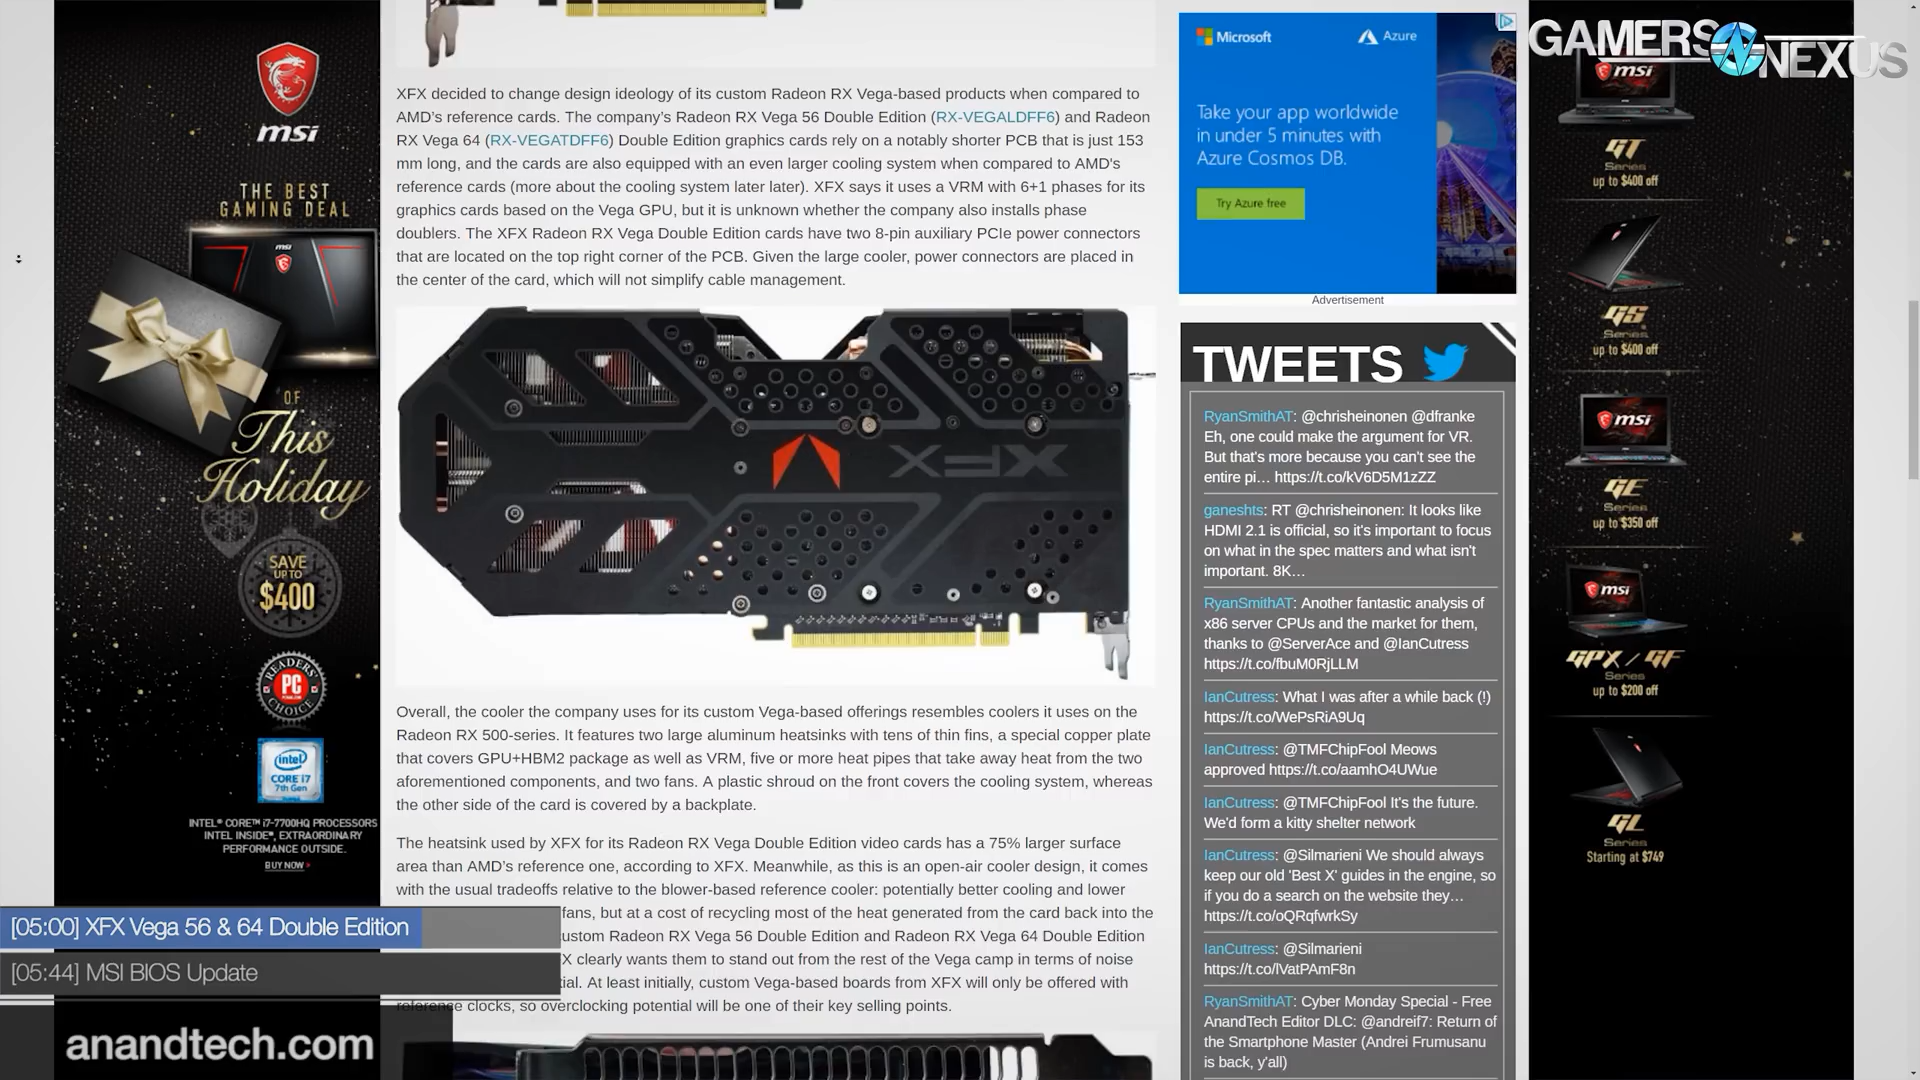 msi
THE BEST
GAMING DEAL
msi
OF
This
Holiday
SAVE
UP TO
$400
READERS'
PC
CHOICE
intel
CORE i7
7th Gen
INTEL® CORE™ i7-7700HQ PROCESSORS
INTEL INSIDE®, EXTRAORDINARY
PERFORMANCE OUTSIDE.
BUY NOW >
XFX decided to change design ideology of its custom Radeon RX Vega-based products when compared to
AMD's reference cards. The company's Radeon RX Vega 56 Double Edition (RX-VEGALDFF6) and Radeon
RX Vega 64 (RX-VEGATDFF6) Double Edition graphics cards rely on a notably shorter PCB that is just 153
mm long, and the cards are also equipped with an even larger cooling system when compared to AMD's
reference cards (more about the cooling system later later). XFX says it uses a VRM with 6+1 phases for its
graphics cards based on the Vega GPU, but it is unknown whether the company also installs phase
doublers. The XFX Radeon RX Vega Double Edition cards have two 8-pin auxiliary PCIe power connectors
that are located on the top right corner of the PCB. Given the large cooler, power connectors are placed in
the center of the card, which will not simplify cable management.
XFX
Overall, the cooler the company uses for its custom Vega-based offerings resembles coolers it uses on the
Radeon RX 500-series. It features two large aluminum heatsinks with tens of thin fins, a special copper plate
that covers GPU+HBM2 package as well as VRM, five or more heat pipes that take away heat from the two
aforementioned components, and two fans. A plastic shroud on the front covers the cooling system, whereas
the other side of the card is covered by a backplate.
The heatsink used by XFX for its Radeon RX Vega Double Edition video cards has a 75% larger surface
area than AMD's reference one, according to XFX. Meanwhile, as this is an open-air cooler design, it comes
with the usual tradeoffs relative to the blower-based reference cooler: potentially better cooling and lower
fans, but at a cost of recycling most of the heat generated from the card back into the
ustom Radeon RX Vega 56 Double Edition and Radeon RX Vega 64 Double Edition
X clearly wants them to stand out from the rest of the Vega camp in terms of noise
tial. At least initially, custom Vega-based boards from XFX will only be offered with
reference clocks, so overclocking potential will be one of their key selling points.
[05:00] XFX Vega 56 & 64 Double Edition
[05:44] MSI BIOS Update
anandtech.com
Microsoft
Azure
Take your app worldwide
in under 5 minutes with
Azure Cosmos DB.
Try Azure free
Advertisement
TWEETS
RyanSmithAT: @chrisheinonen @dfranke
Eh, one could make the argument for VR.
But that's more because you can't see the
entire pi… https://t.co/kV6D5M1zZZ
ganeshts: RT @chrisheinonen: It looks like
HDMI 2.1 is official, so it's important to focus
on what in the spec matters and what isn't
important. 8K…
RyanSmithAT: Another fantastic analysis of
x86 server CPUs and the market for them,
thanks to @ServerAce and @IanCutress
https://t.co/fbuM0RjLLM
IanCutress: What I was after a while back (!)
https://t.co/WePsRiA9Uq
IanCutress: @TMFChipFool Meows
approved https://t.co/aamhO4UWue
IanCutress: @TMFChipFool It's the future.
We'd form a kitty shelter network
IanCutress: @Silmarieni We should always
keep our old 'Best X' guides in the engine, so
if you do a search on the website they…
https://t.co/oQRqfwrkSy
IanCutress: @Silmarieni
https://t.co/lVatPAmF8n
RyanSmithAT: Cyber Monday Special - Free
AnandTech Editor DLC: @andreif7: Return of
the Smartphone Master (Andrei Frumusanu
is back, y'all)
GAMERS
NEXUS
msi
GT
Series
up to $400 off
GS
Series
up to $400 off
msi
GE
Series
up to $350 off
msi
GPX / GF
Series
up to $200 off
GL
Series
Starting at $749